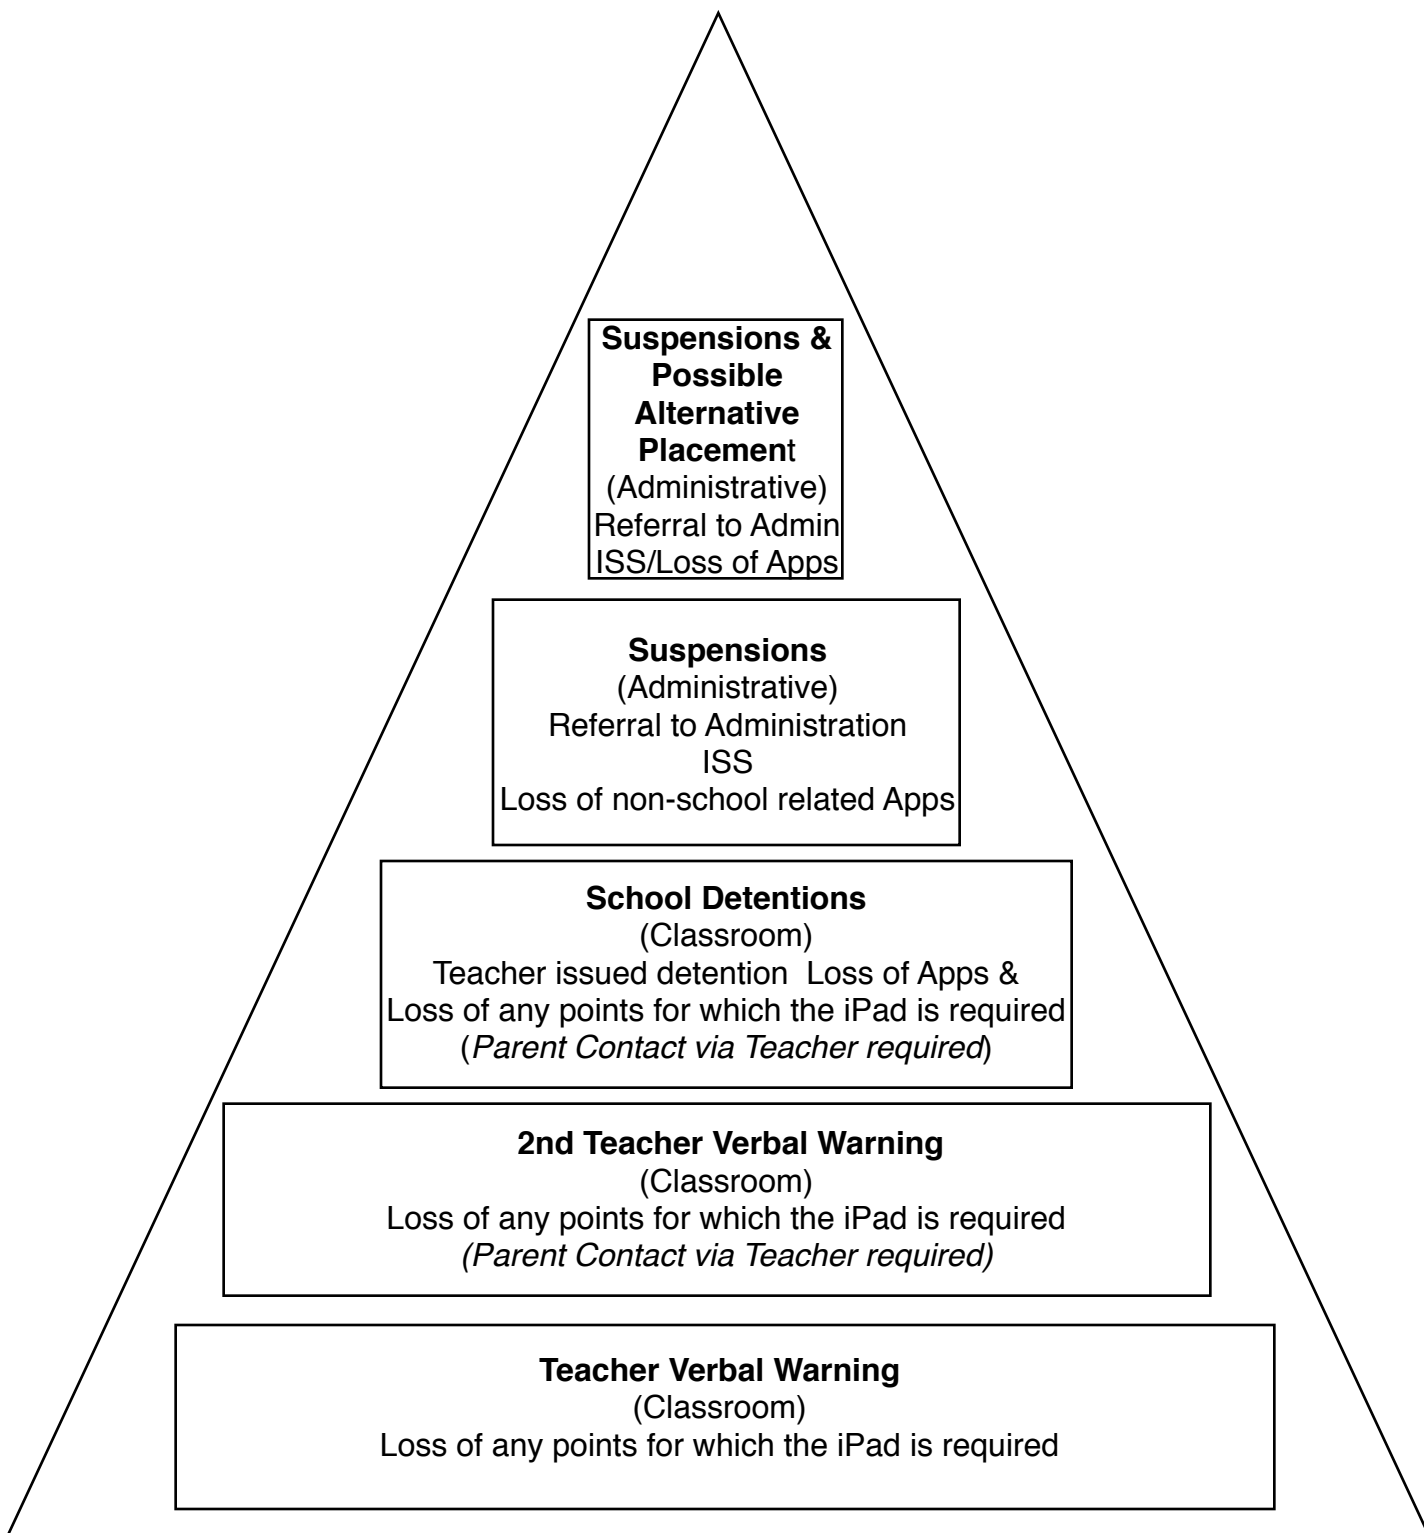 Suspensions &
Possible
Alternative
Placement
(Administrative)
Referral to Admin
ISS/Loss of Apps
Suspensions
(Administrative)
Referral to Administration
ISS
Loss of non-school related Apps
School Detentions
(Classroom)
Teacher issued detention  Loss of Apps &
Loss of any points for which the iPad is required
(Parent Contact via Teacher required)
2nd Teacher Verbal Warning
(Classroom)
Loss of any points for which the iPad is required
(Parent Contact via Teacher required)
Teacher Verbal Warning
(Classroom)
Loss of any points for which the iPad is required